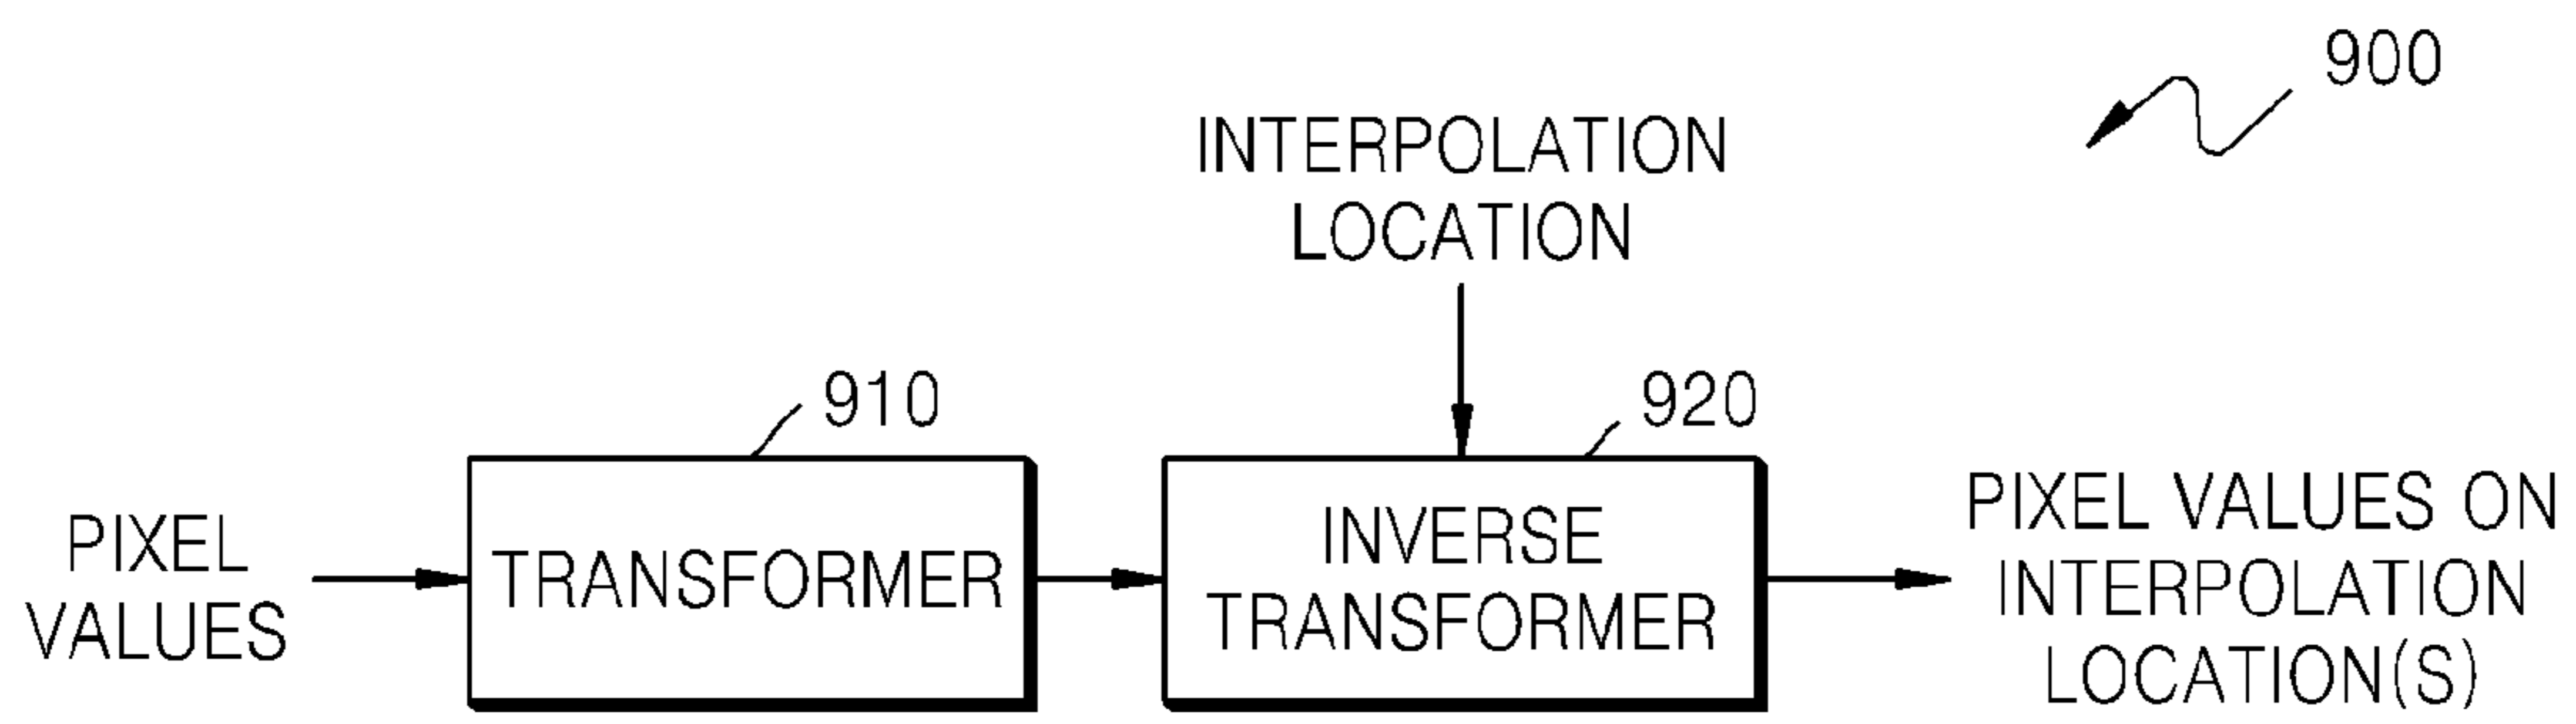 900
INTERPOLATION
LOCATION
910
920
PIXEL
VALUES
TRANSFORMER
INVERSE
TRANSFORMER
PIXEL VALUES ON
INTERPOLATION
LOCATION(S)